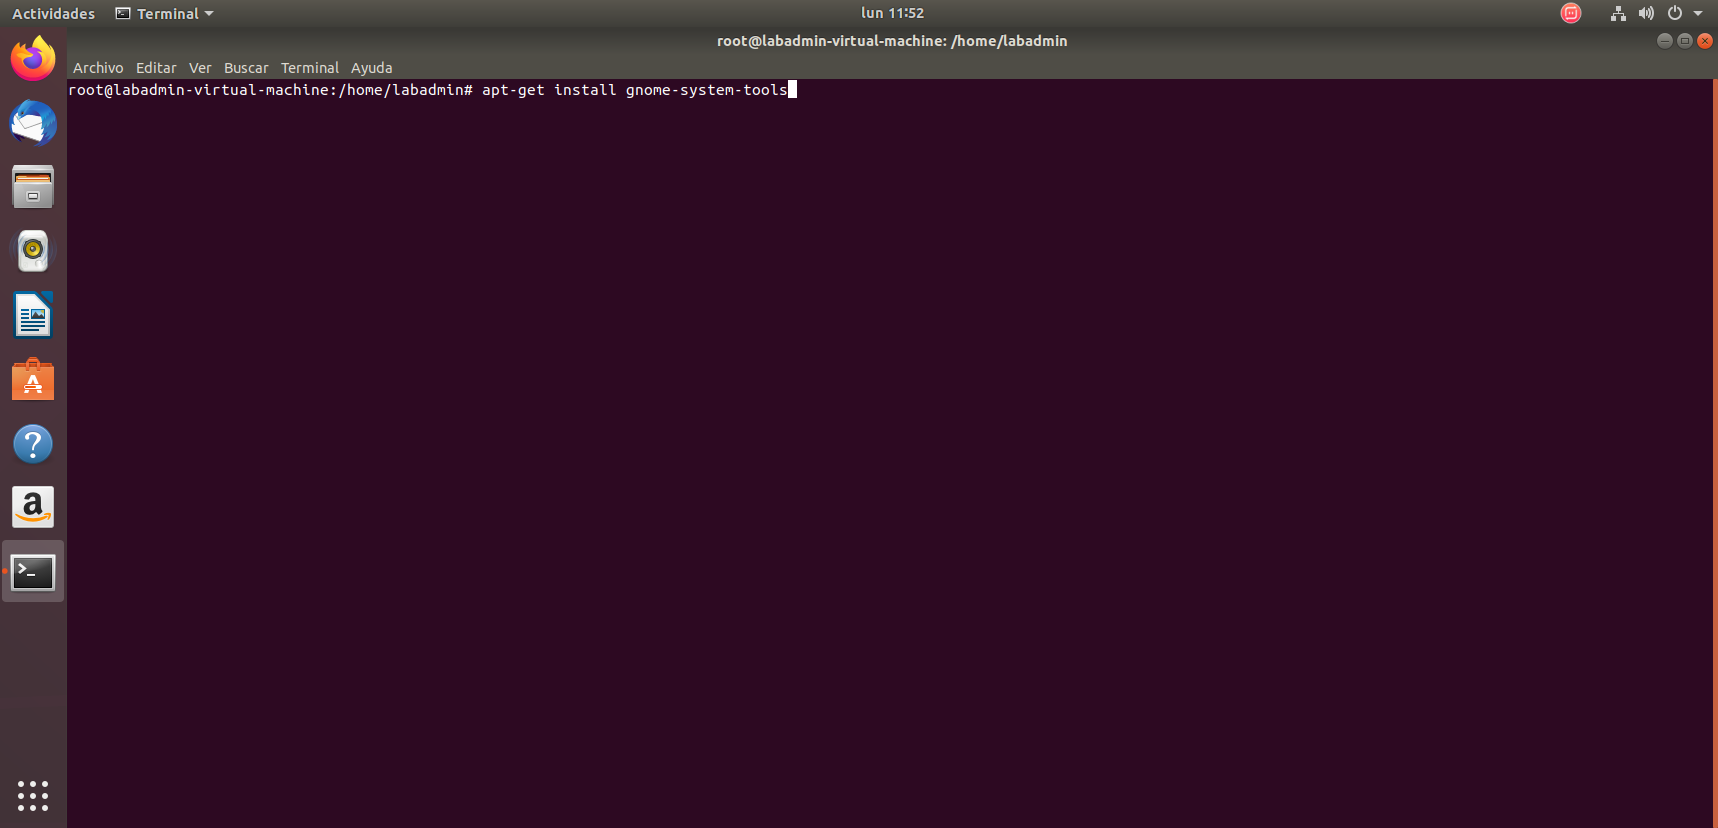 Actividades Terminal lun 11:52
root@labadmin-virtual-machine: /home/labadmin
Archivo Editar Ver Buscar Terminal Ayuda
root@labadmin-virtual-machine:/home/labadmin# apt-get install gnome-system-tools